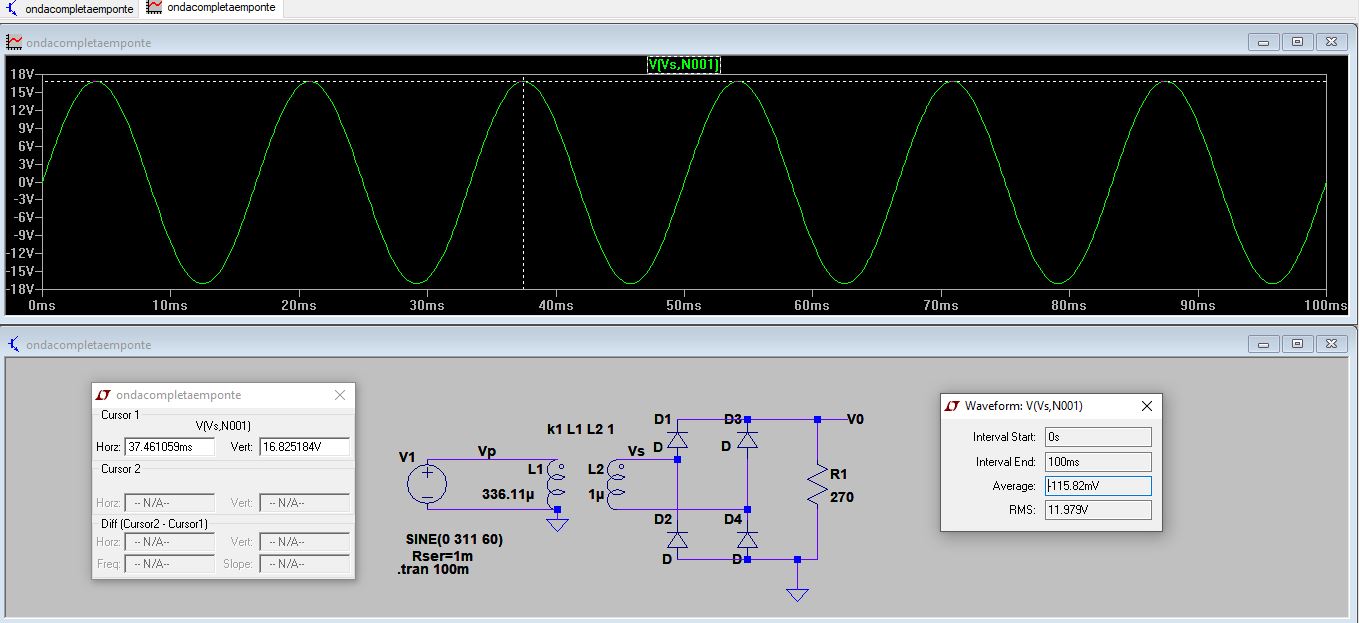 ondacompletaemponte ondacompletaemponte
ondacompletaemponte
V(Vs,N001)
18V
15V
12V
9V
6V
3V
0V
-3V
-6V
-9V
-12V
-15V
-18V
0ms 10ms 20ms 30ms 40ms 50ms 60ms 70ms 80ms 90ms 100ms
ondacompletaemponte
ondacompletaemponte
Cursor 1
V(Vs,N001)
Horz: 37.461059ms Vert: 16.825184V
Cursor 2
Horz: -- N/A-- Vert: -- N/A--
Diff (Cursor2 - Cursor1)
Horz: -- N/A-- Vert: -- N/A--
Freq: -- N/A-- Slope: -- N/A--
k1 L1 L2 1
V1
Vp
L1
336.11µ
L2
1µ
Vs
SINE(0 311 60)
Rser=1m
.tran 100m
D1
D
D3
D
D2
D
D4
D
V0
R1
270
Waveform: V(Vs,N001)
Interval Start: 0s
Interval End: 100ms
Average: -115.82mV
RMS: 11.979V